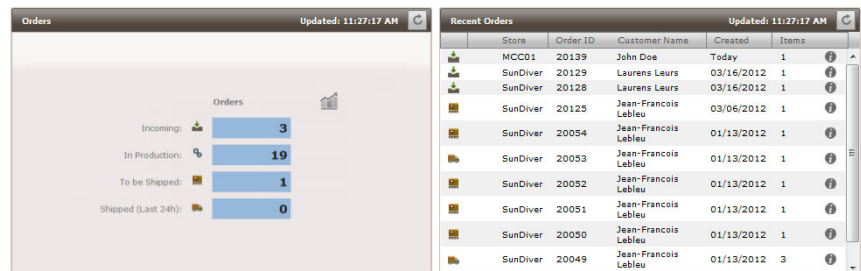 Orders Updated: 11:27:17 AM
Orders
Incoming: 3
In Production: 19
To be Shipped: 1
Shipped (Last 24h): 0
Recent Orders Updated: 11:27:17 AM
Store Order ID Customer Name Created Items
MCC01 20139 John Doe Today 1
SunDiver 20129 Laurens Leurs 03/16/2012 1
SunDiver 20128 Laurens Leurs 03/16/2012 1
SunDiver 20125 Jean-Francois Lebleu 03/06/2012 1
SunDiver 20054 Jean-Francois Lebleu 01/13/2012 1
SunDiver 20053 Jean-Francois Lebleu 01/13/2012 1
SunDiver 20052 Jean-Francois Lebleu 01/13/2012 1
SunDiver 20051 Jean-Francois Lebleu 01/13/2012 1
SunDiver 20050 Jean-Francois Lebleu 01/13/2012 1
SunDiver 20049 Jean-Francois Lebleu 01/13/2012 3